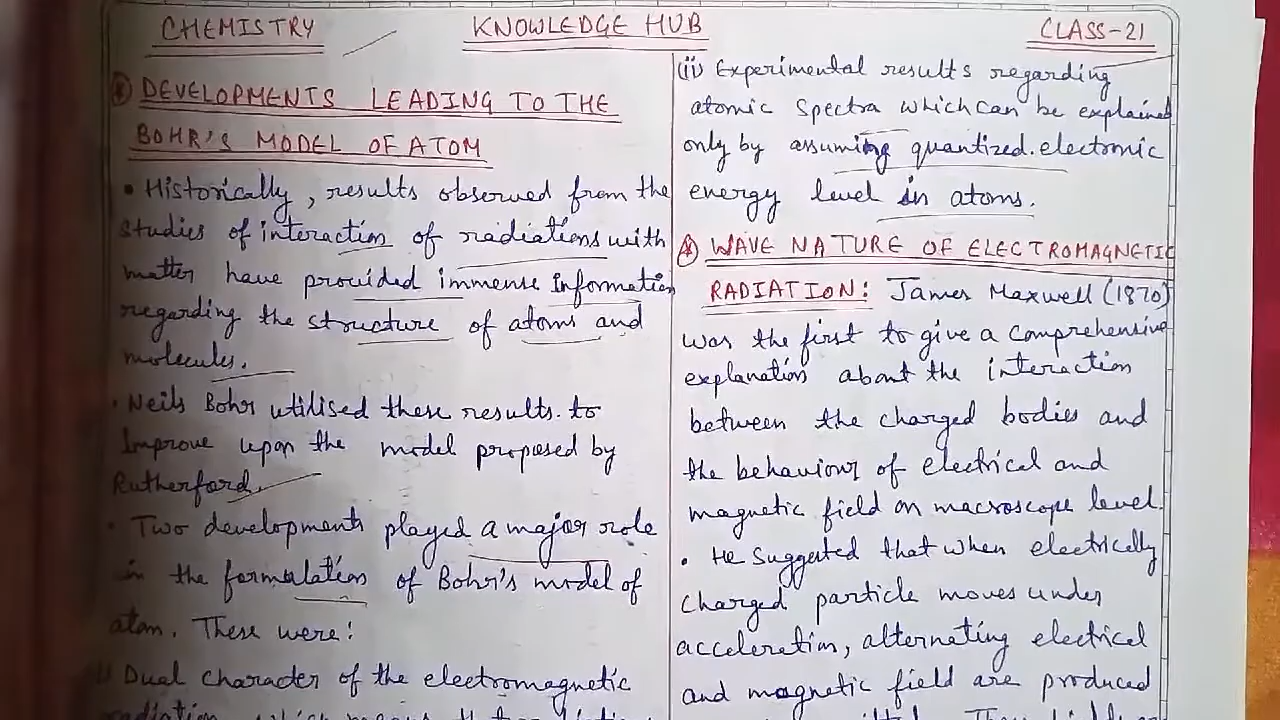 CHEMISTRY
KNOWLEDGE HUB
CLASS-21
DEVELOPMENTS LEADING TO THE
BOHR'S MODEL OF ATOM
• Historically, results observed from the
studies of interaction of radiations with
matter have provided immense Information
regarding the structure of atoms and
molecules.
• Neils Bohr utilised these results. to
Improve upon the model proposed by
Rutherford.
• Two developments played a major role
in the formulation of Bohr's model of
atom. These were:
i) Dual character of the electromagnetic
radiation which means that
(ii) Experimental results regarding
atomic spectra which can be explained
only by assuming quantized electronic
energy level in atoms.
WAVE NATURE OF ELECTROMAGNETIC
RADIATION: James Maxwell (1870)
was the first to give a comprehensive
explanation about the interaction
between the charged bodies and
the behaviour of electrical and
magnetic field on macroscope level.
• He suggested that when electrically
charged particle moves under
acceleration, alternating electrical
and magnetic field are produced